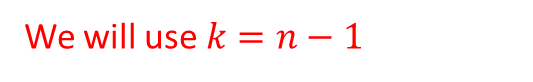 We will use k = n − 1